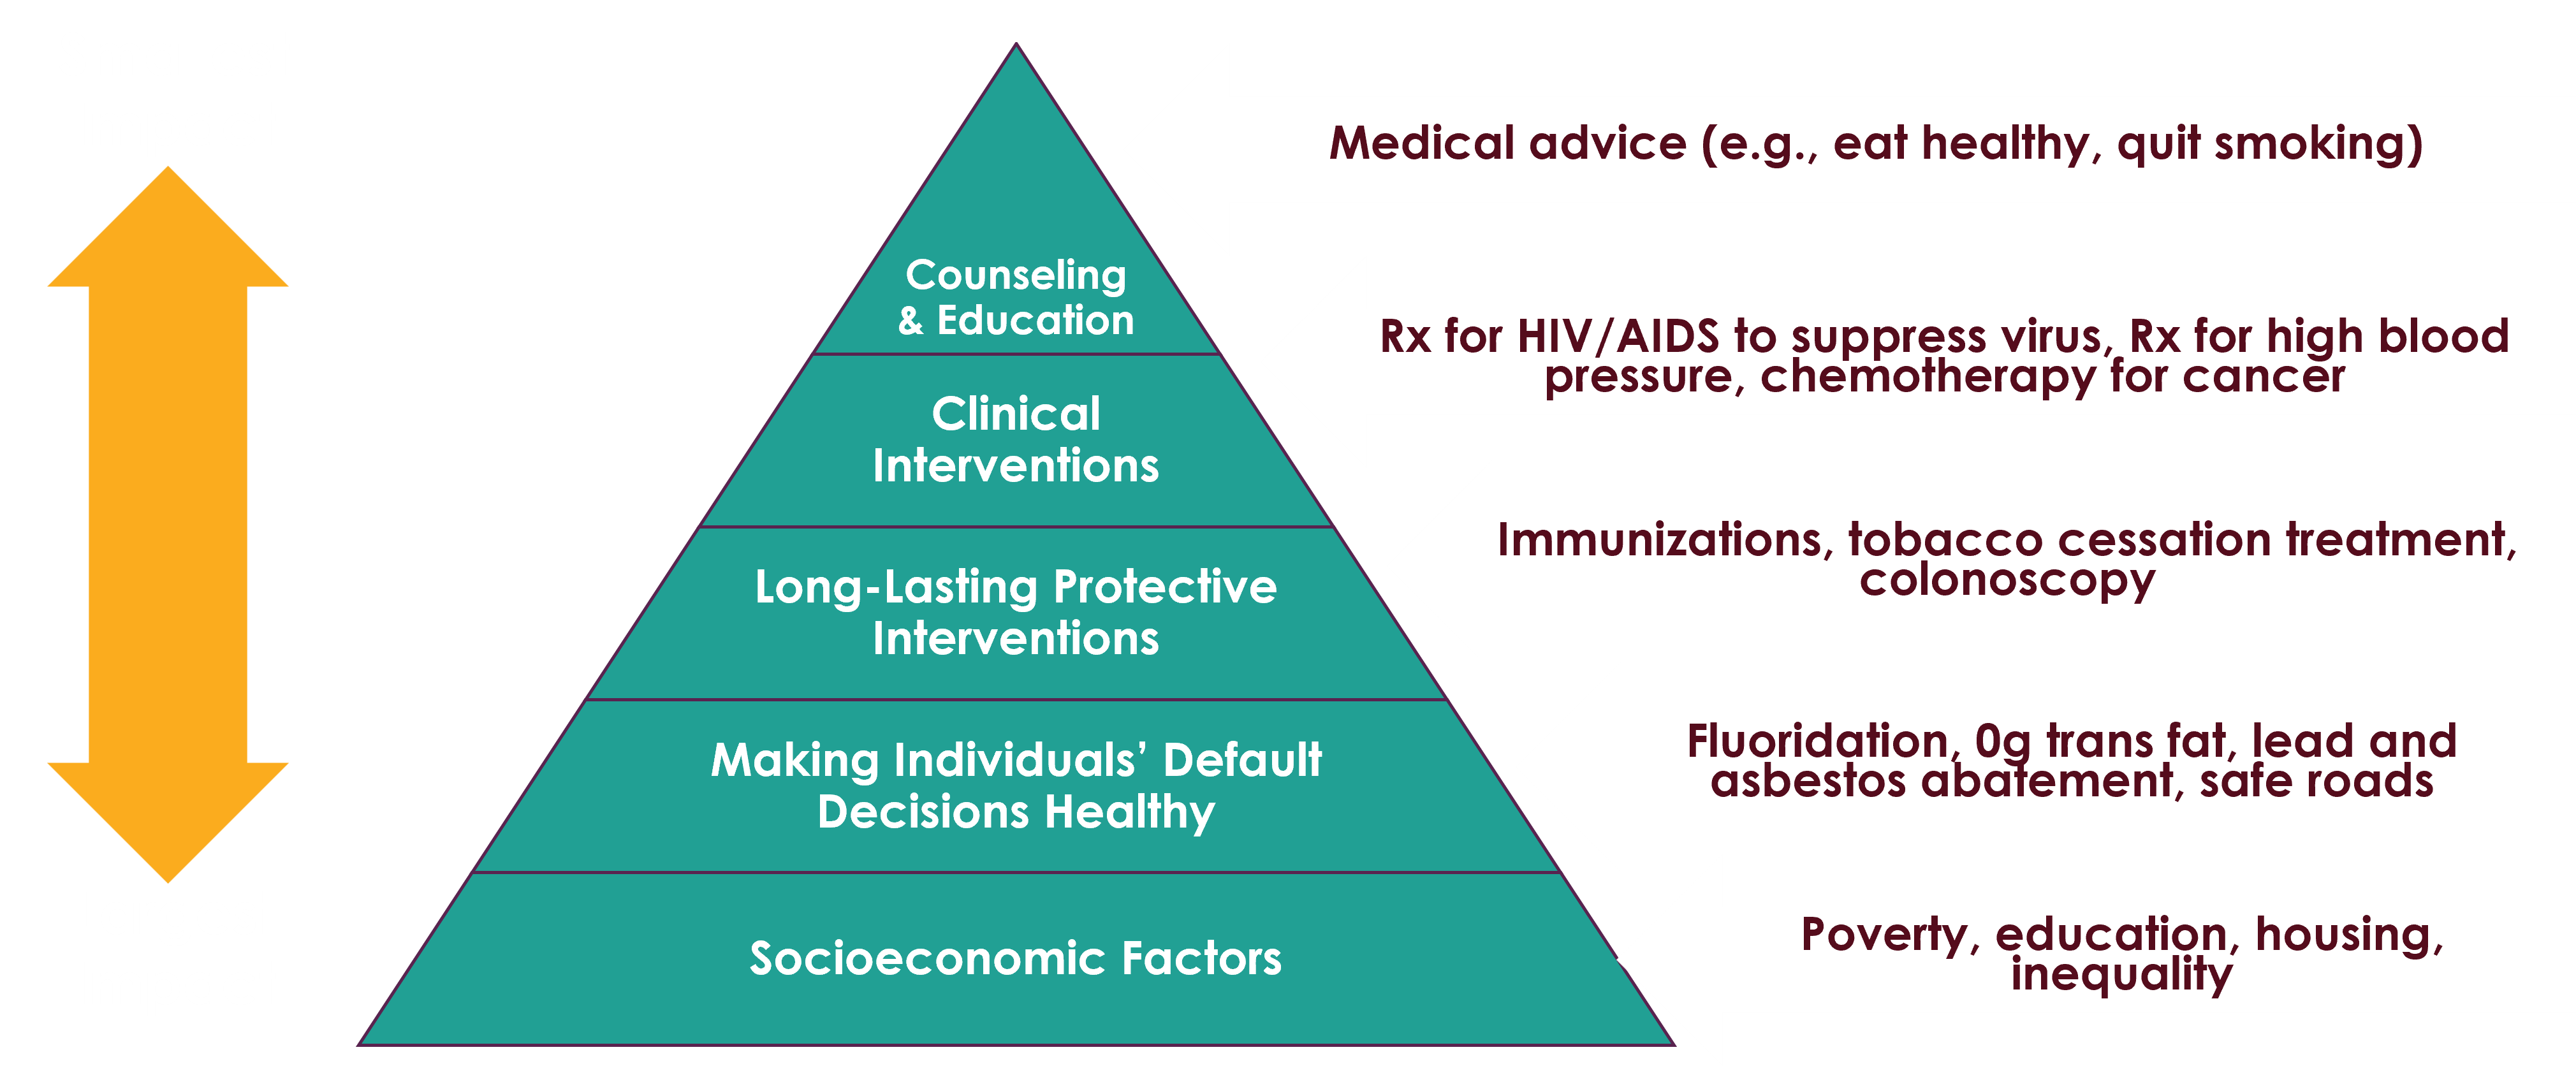 Medical advice (e.g., eat healthy, quit smoking)
Counseling
& Education
Rx for HIV/AIDS to suppress virus, Rx for high blood
pressure, chemotherapy for cancer
Clinical
Interventions
Immunizations, tobacco cessation treatment,
colonoscopy
Long-Lasting Protective
Interventions
Fluoridation, 0g trans fat, lead and
asbestos abatement, safe roads
Making Individuals’ Default
Decisions Healthy
Poverty, education, housing,
inequality
Socioeconomic Factors